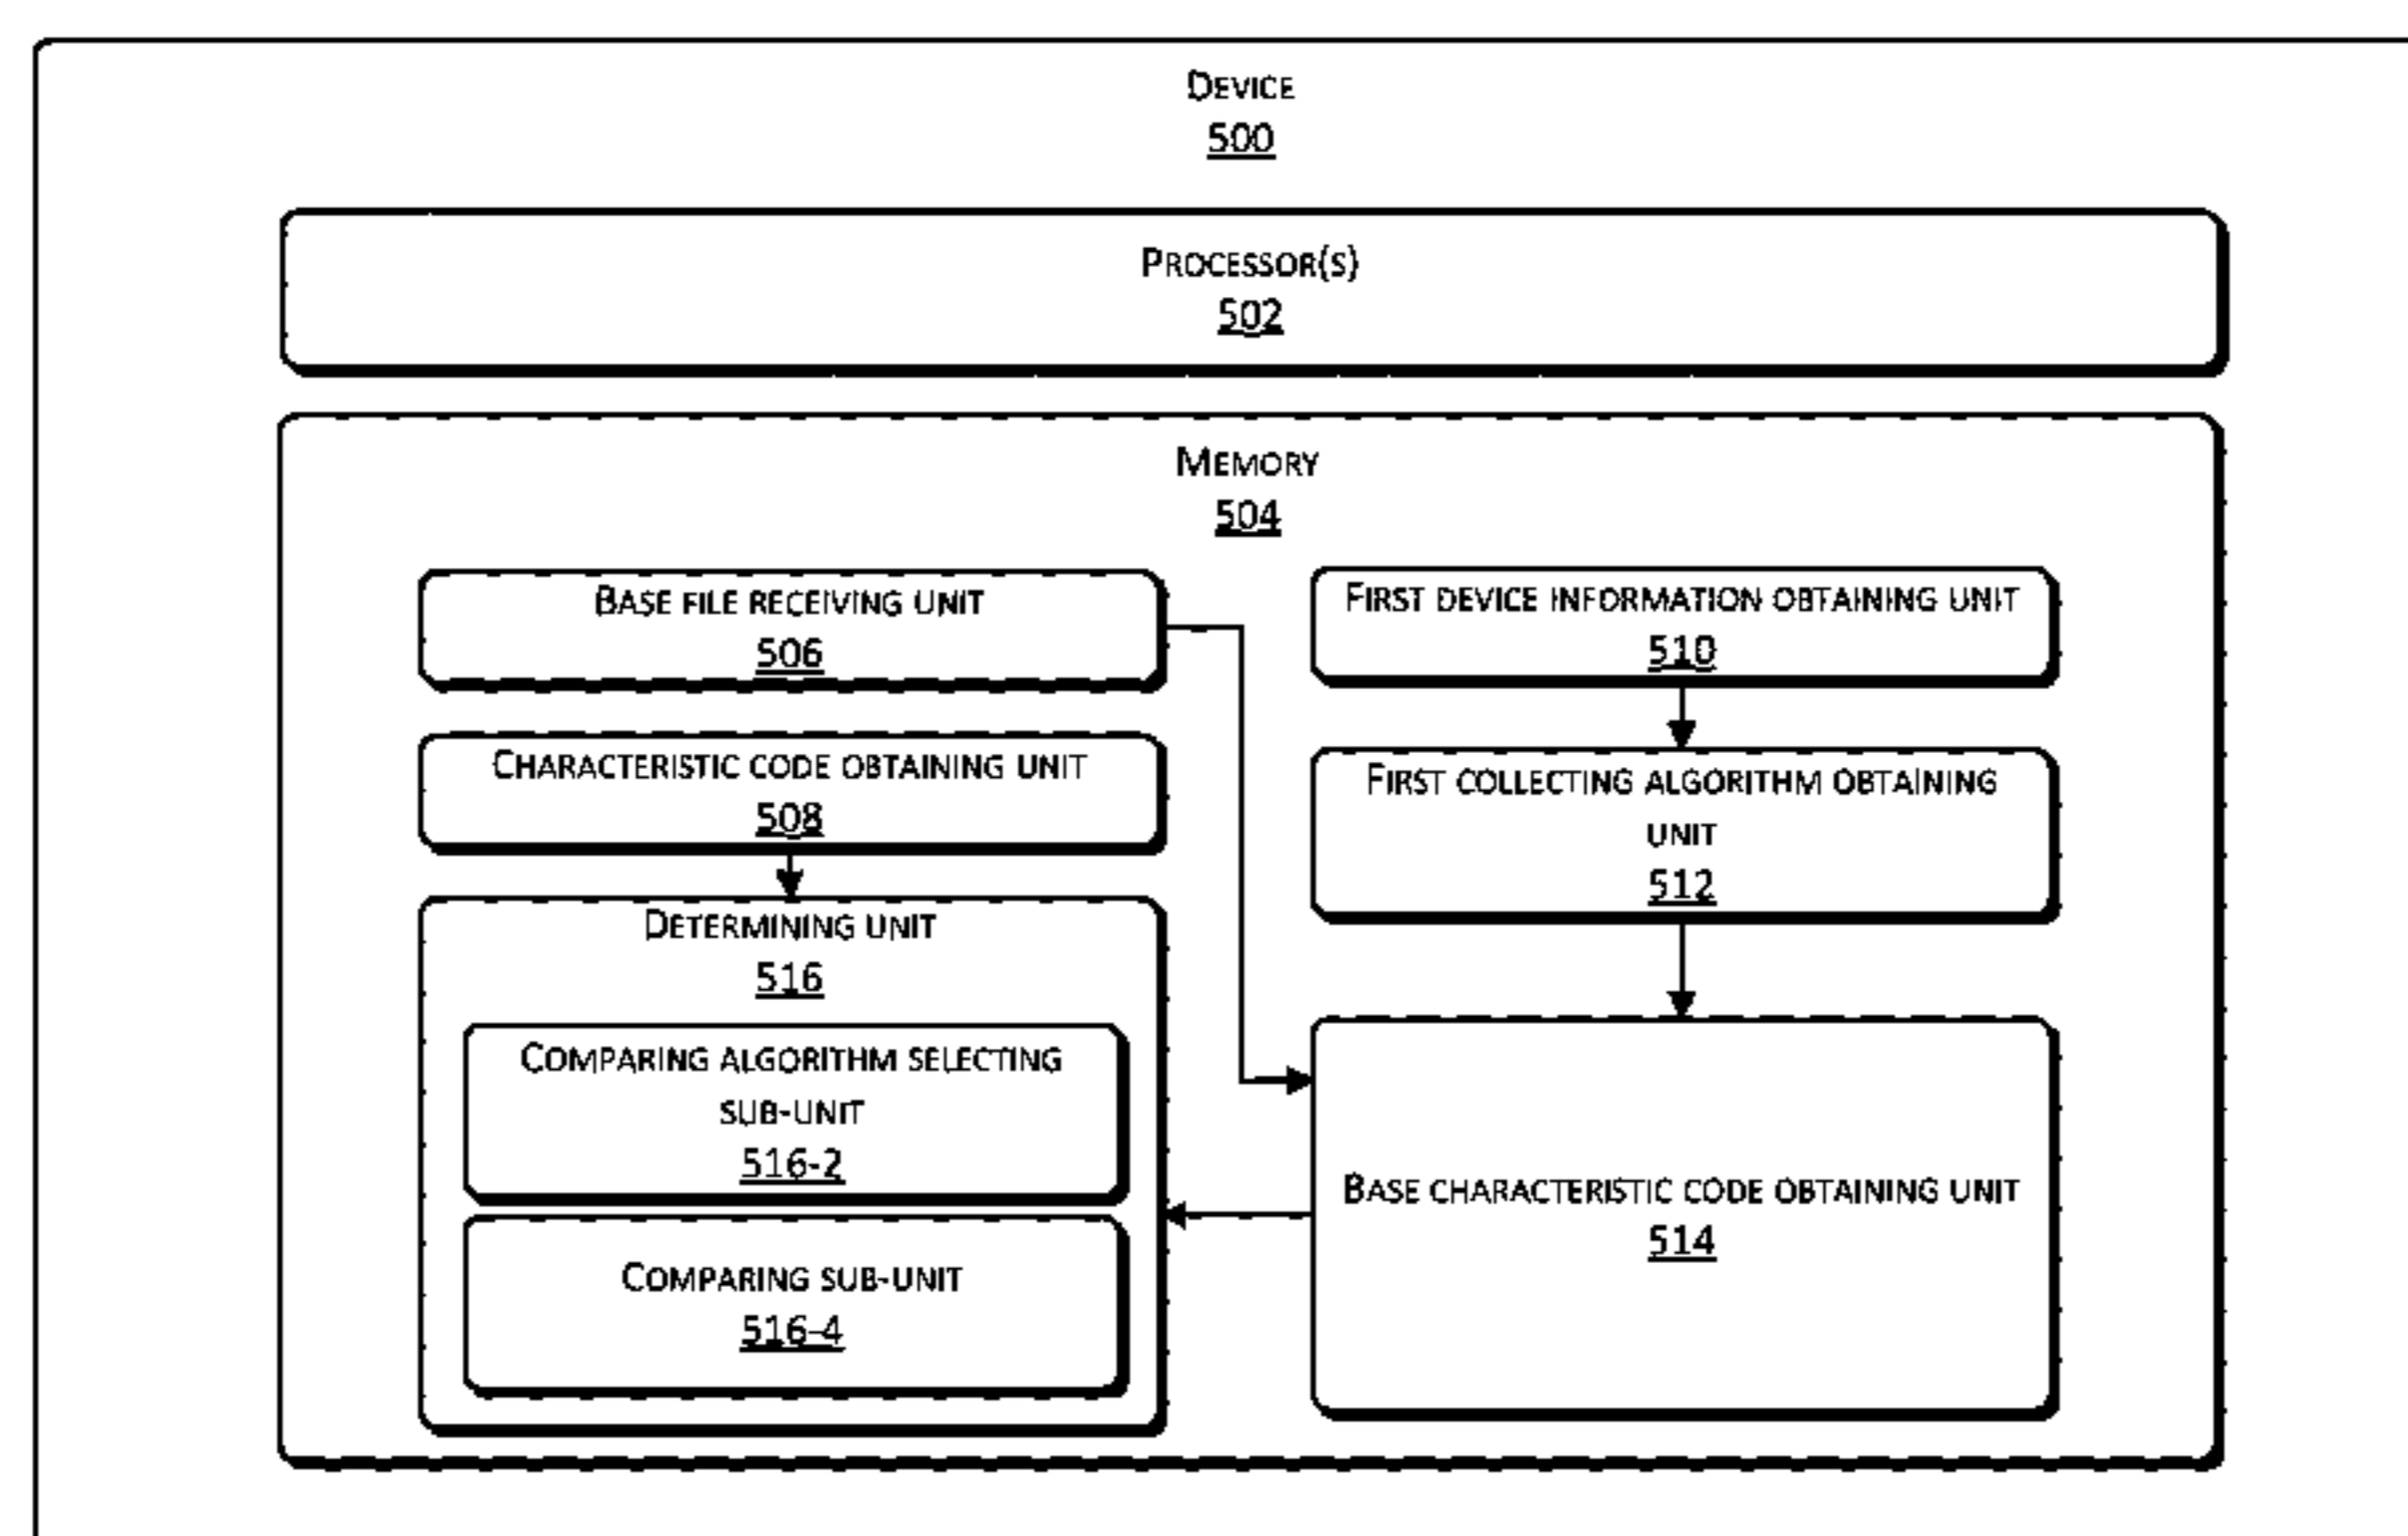 DEVICE
500
PROCESSOR(S)
502
MEMORY
504
BASE FILE RECEIVING UNIT
506
CHARACTERISTIC CODE OBTAINING UNIT
508
DETERMINING UNIT
516
COMPARING ALGORITHM SELECTING
SUB-UNIT
516-2
COMPARING SUB-UNIT
516-4
FIRST DEVICE INFORMATION OBTAINING UNIT
510
FIRST COLLECTING ALGORITHM OBTAINING
UNIT
512
BASE CHARACTERISTIC CODE OBTAINING UNIT
514